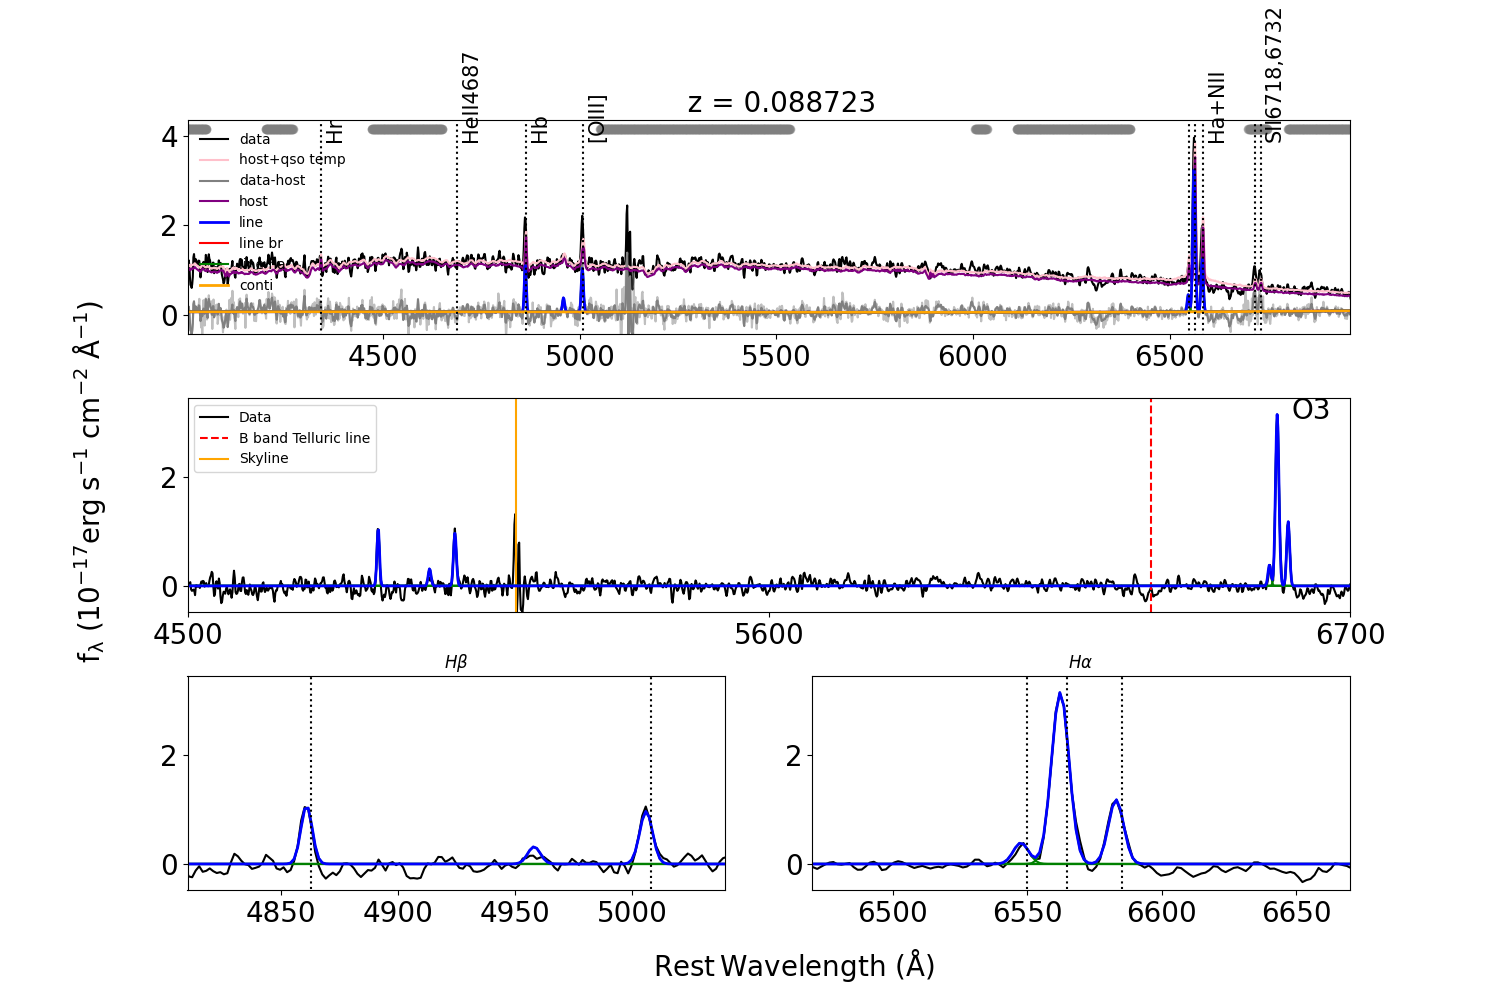 z = 0.088723
Hr
HeII4687
Hb
[OIII]
Ha+NII
SII6718,6732
data
host+qso temp
data-host
host
line
line br
conti
4
2
0
4500
5000
5500
6000
6500
f_λ (10^−17 erg s^−1 cm^−2 Å^−1)
O3
Data
B band Telluric line
Skyline
2
0
4500
5600
6700
Hβ
2
0
4850
4900
4950
5000
Hα
2
0
6500
6550
6600
6650
Rest Wavelength (Å)